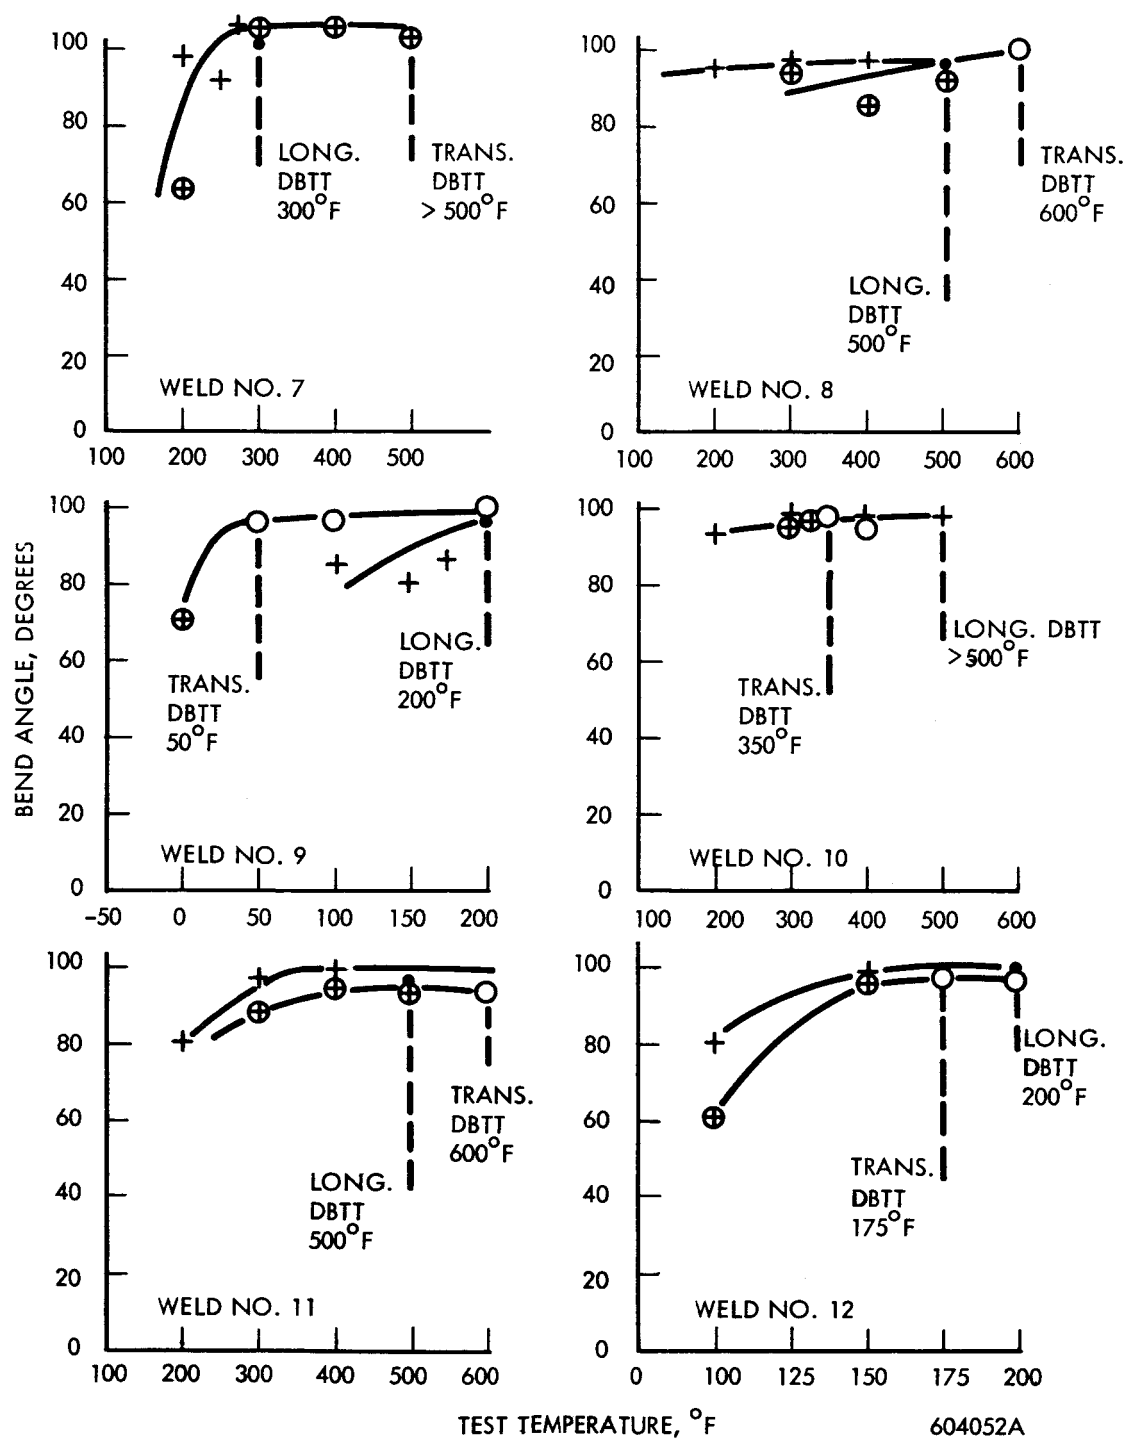 100
80
60
40
20
0
LONG.
DBTT
300°F
TRANS.
DBTT
> 500°F
WELD NO. 7
100 200 300 400 500
100
80
60
40
20
0
TRANS.
DBTT
600°F
LONG.
DBTT
500°F
WELD NO. 8
100 200 300 400 500 600
BEND ANGLE, DEGREES
100
80
60
40
20
0
TRANS.
DBTT
50°F
LONG.
DBTT
200°F
WELD NO. 9
-50 0 50 100 150 200
100
80
60
40
20
0
LONG. DBTT
>500°F
TRANS.
DBTT
350°F
WELD NO. 10
100 200 300 400 500 600
100
80
60
40
20
0
TRANS.
DBTT
600°F
LONG.
DBTT
500°F
WELD NO. 11
100 200 300 400 500 600
100
80
60
40
20
0
LONG.
DBTT
200°F
TRANS.
DBTT
175°F
WELD NO. 12
0 100 125 150 175 200
TEST TEMPERATURE, °F
604052A